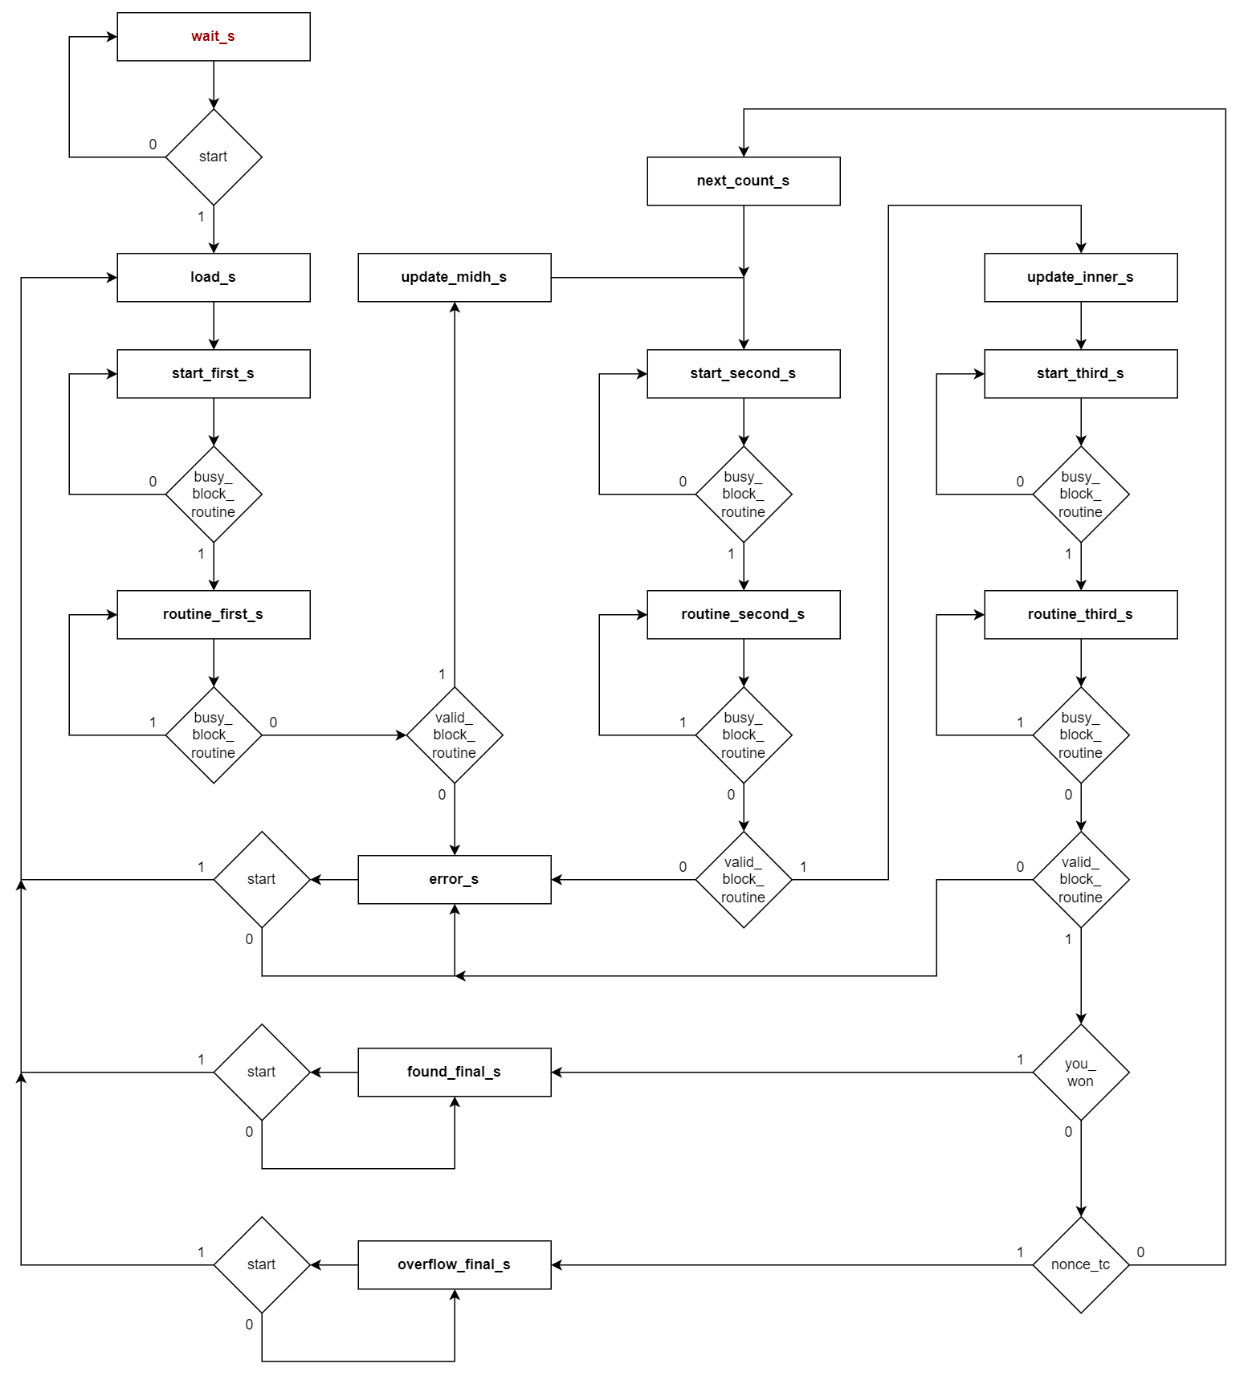 wait_s
0
start
1
next_count_s
load_s
update_midh_s
update_inner_s
start_first_s
start_second_s
start_third_s
0
busy_
block_
routine
0
busy_
block_
routine
0
busy_
block_
routine
1
1
1
routine_first_s
routine_second_s
routine_third_s
1
1
busy_
block_
routine
0
valid_
block_
routine
1
busy_
block_
routine
1
busy_
block_
routine
0
0
0
1
start
error_s
0
valid_
block_
routine
1
0
valid_
block_
routine
0
1
1
start
found_final_s
1
you_
won
0
0
1
start
overflow_final_s
1
nonce_tc
0
0